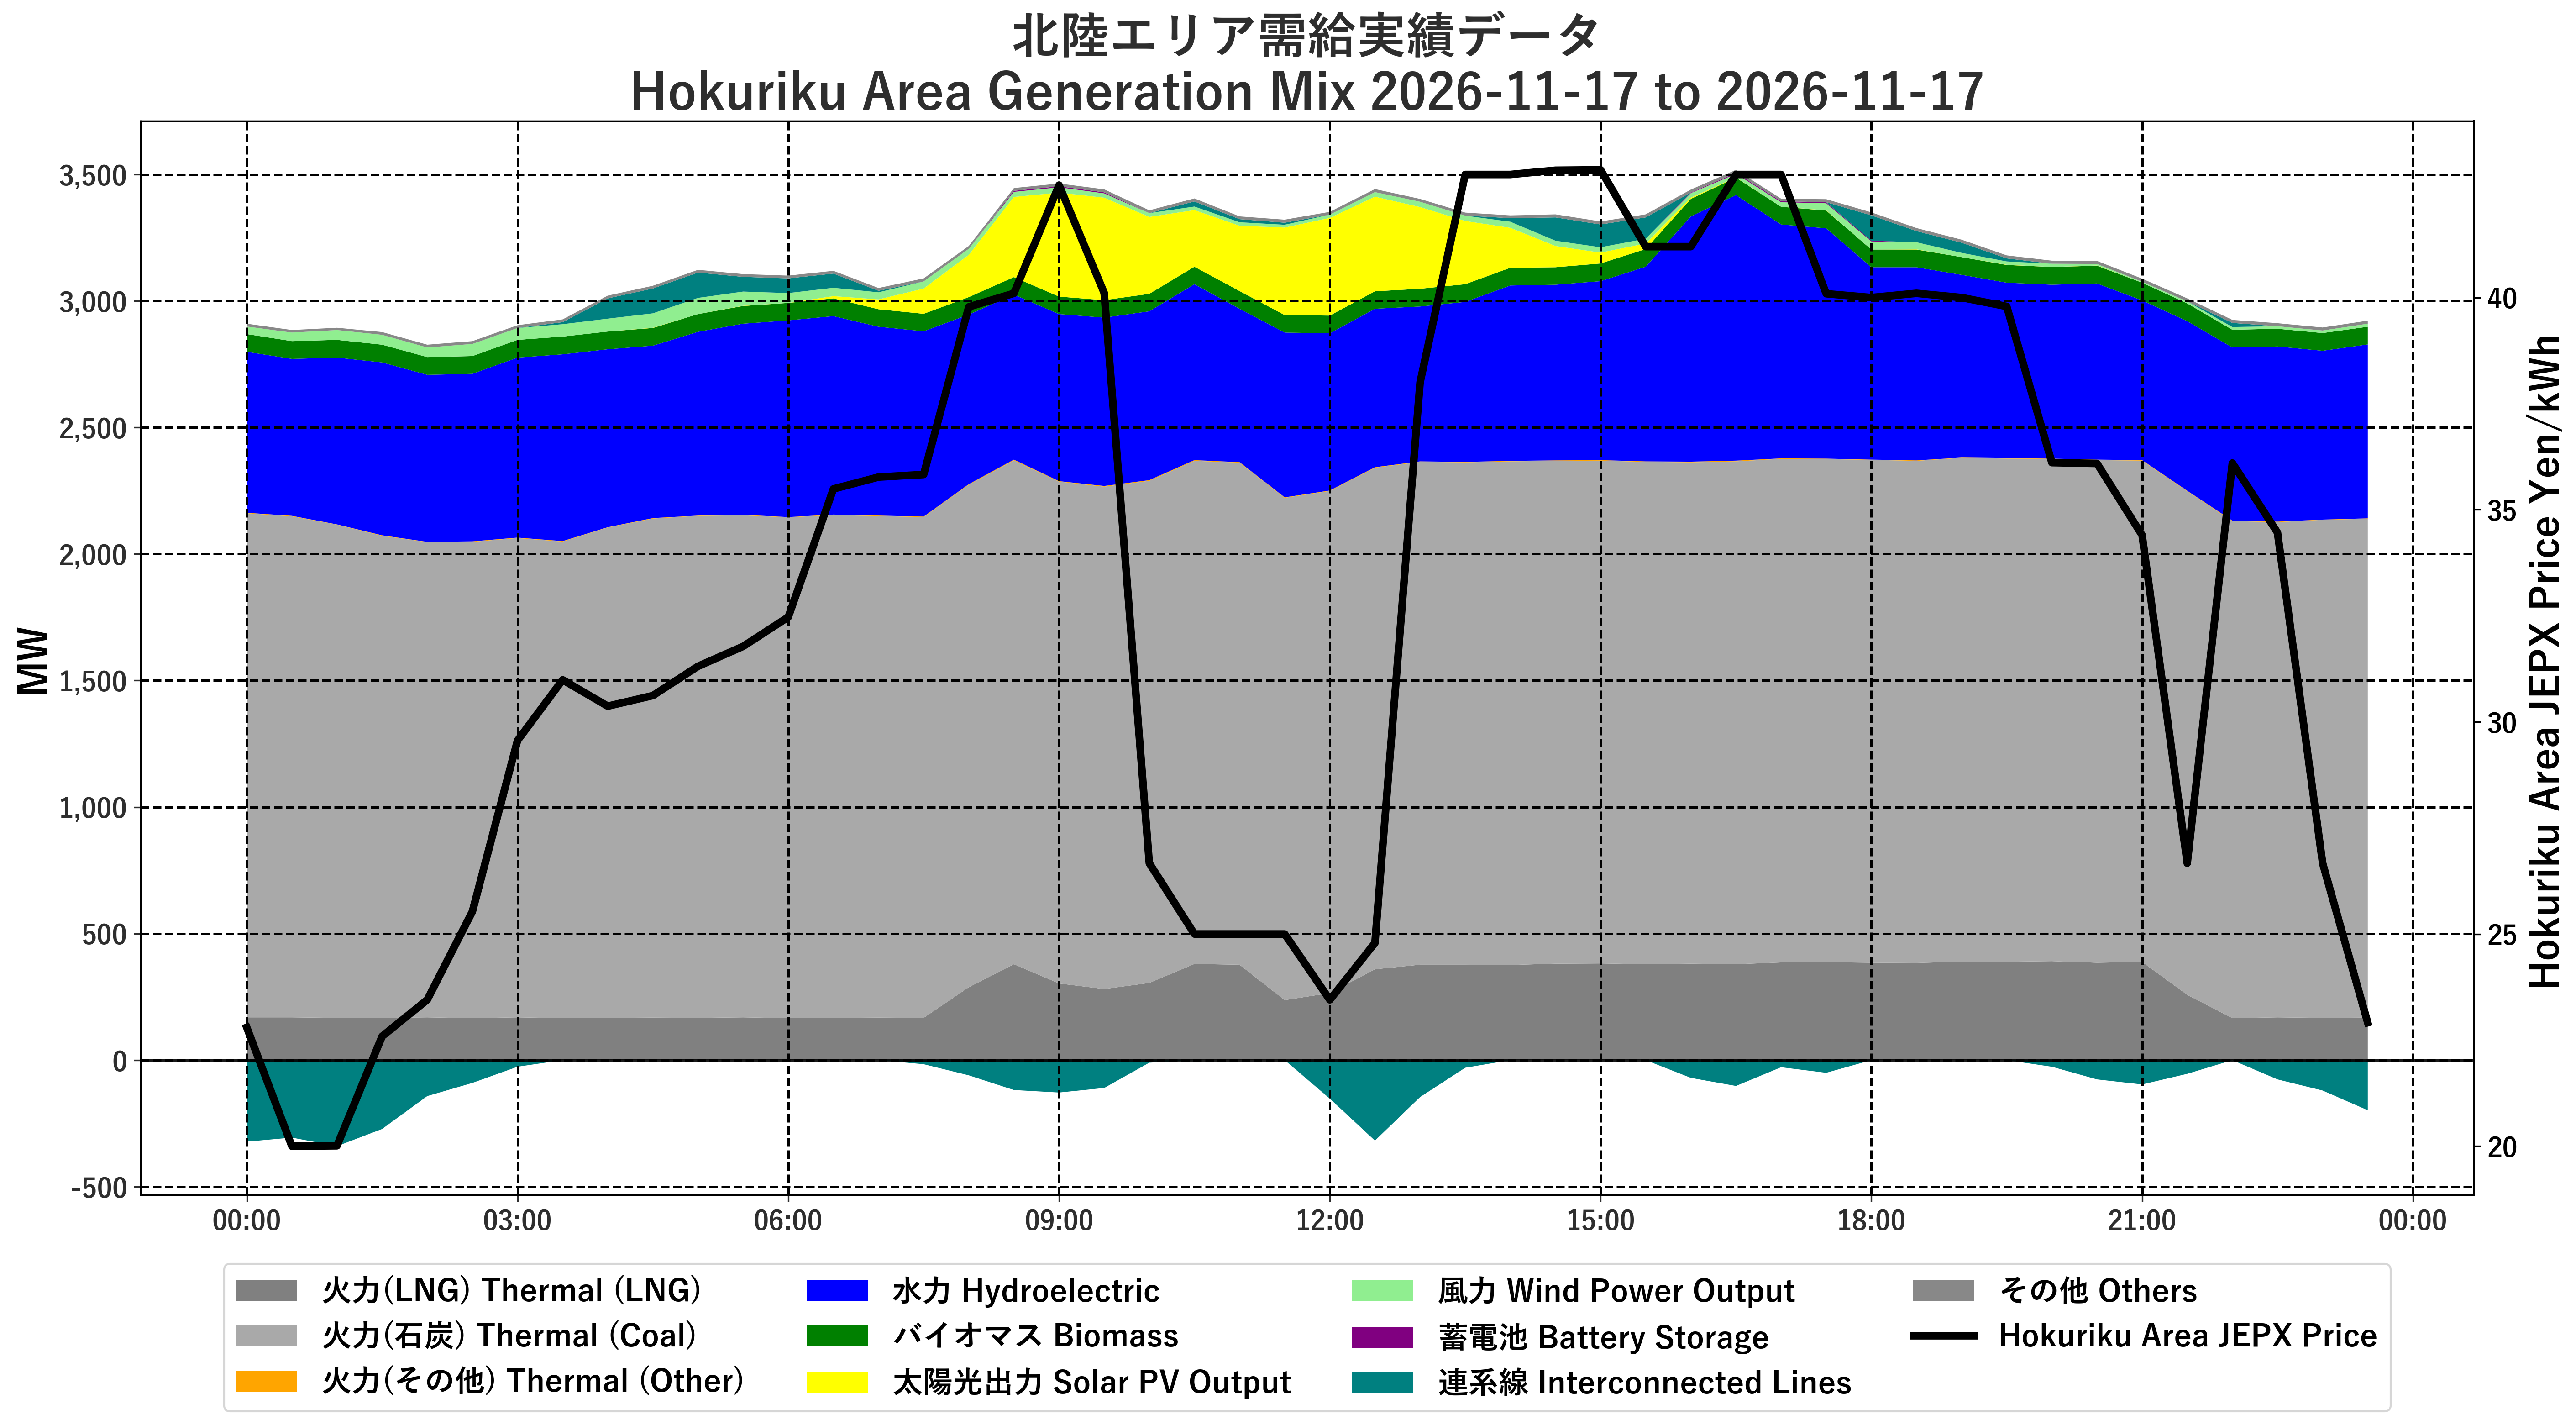 北陸エリア需給実績データ
Hokuriku Area Generation Mix 2026-11-17 to 2026-11-17
MW
3,500
3,000
2,500
2,000
1,500
1,000
500
0
-500
40
35
30
25
20
Hokuriku Area JEPX Price Yen/kWh
00:00 03:00 06:00 09:00 12:00 15:00 18:00 21:00 00:00
火力(LNG) Thermal (LNG)
火力(石炭) Thermal (Coal)
火力(その他) Thermal (Other)
水力 Hydroelectric
バイオマス Biomass
太陽光出力 Solar PV Output
風力 Wind Power Output
蓄電池 Battery Storage
連系線 Interconnected Lines
その他 Others
Hokuriku Area JEPX Price